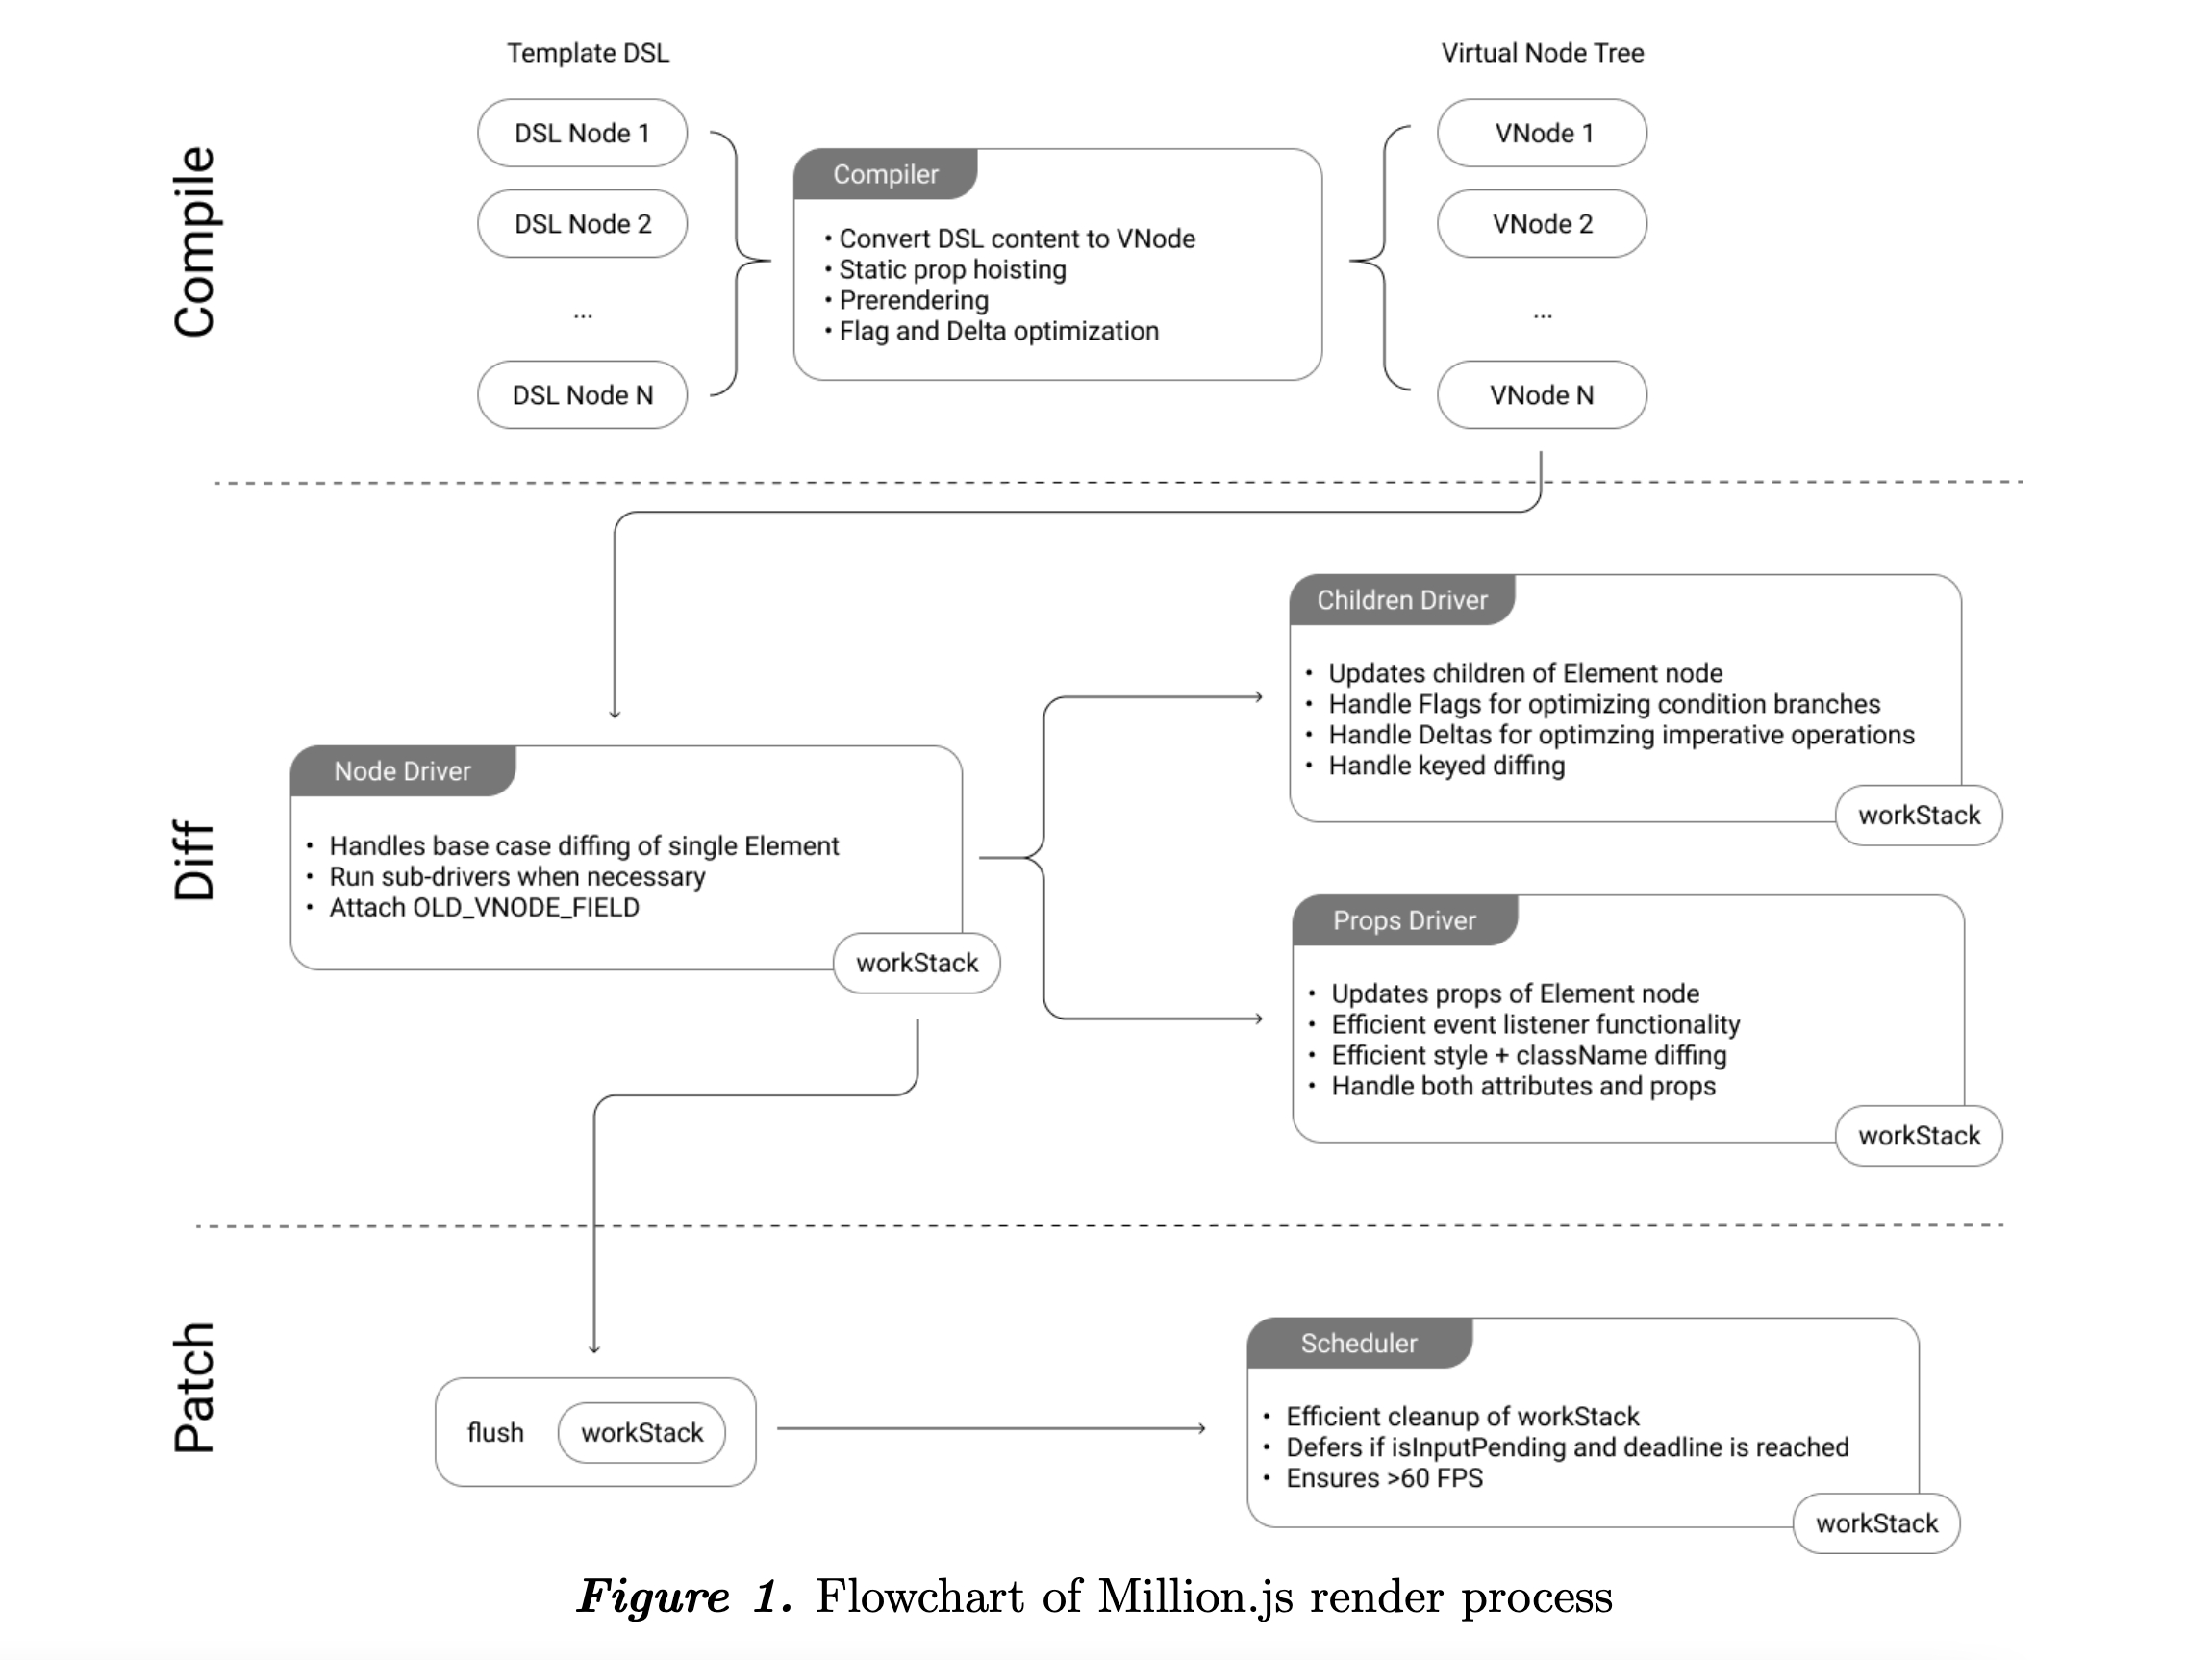 Compile
Template DSL
DSL Node 1
DSL Node 2
...
DSL Node N
Compiler
• Convert DSL content to VNode
• Static prop hoisting
• Prerendering
• Flag and Delta optimization
Virtual Node Tree
VNode 1
VNode 2
...
VNode N
Diff
Node Driver
• Handles base case diffing of single Element
• Run sub-drivers when necessary
• Attach OLD_VNODE_FIELD
workStack
Children Driver
• Updates children of Element node
• Handle Flags for optimizing condition branches
• Handle Deltas for optimzing imperative operations
• Handle keyed diffing
workStack
Props Driver
• Updates props of Element node
• Efficient event listener functionality
• Efficient style + className diffing
• Handle both attributes and props
workStack
Patch
flush workStack
Scheduler
• Efficient cleanup of workStack
• Defers if isInputPending and deadline is reached
• Ensures >60 FPS
workStack
Figure 1. Flowchart of Million.js render process